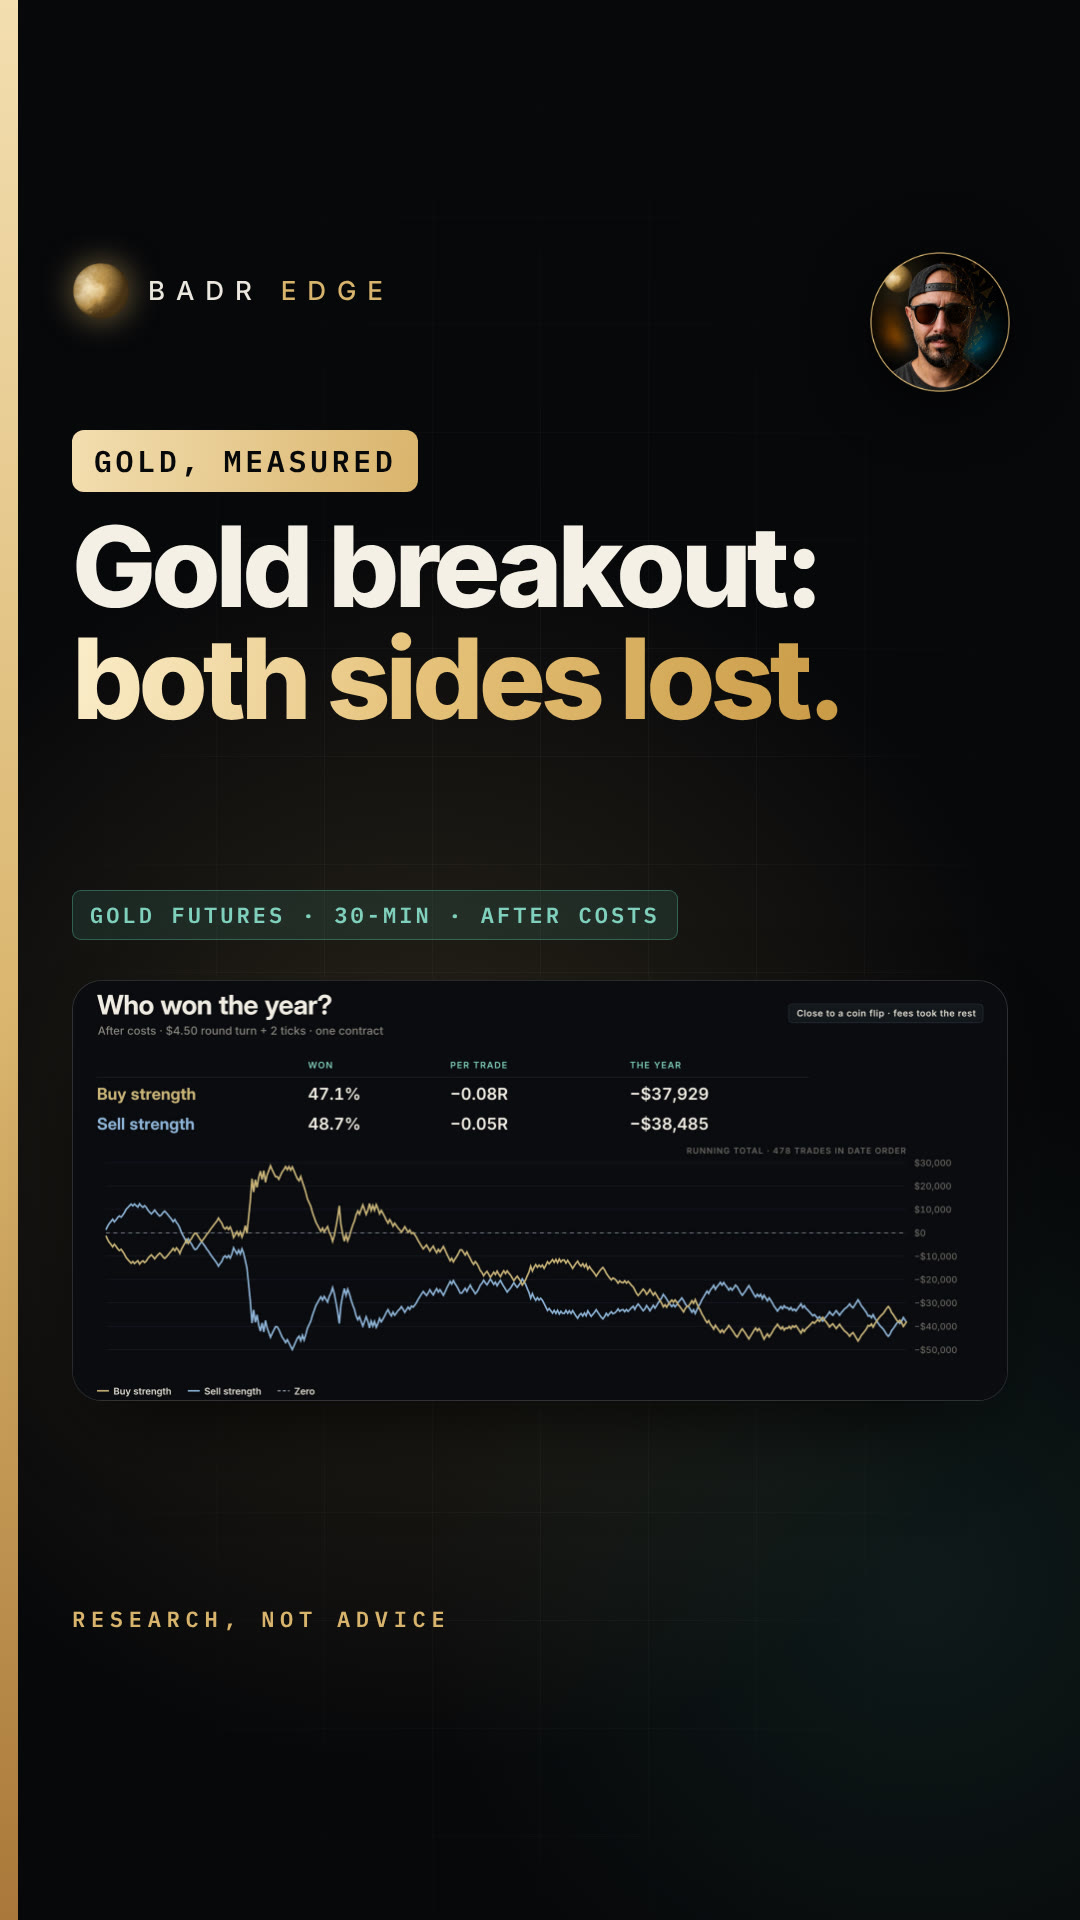 BADR EDGE
GOLD, MEASURED
Gold breakout:
both sides lost.
GOLD FUTURES · 30-MIN · AFTER COSTS
Who won the year?
After costs · $4.50 round turn + 2 ticks · one contract
Close to a coin flip · fees took the rest
WON PER TRADE THE YEAR
Buy strength 47.1% −0.08R −$37,929
Sell strength 48.7% −0.05R −$38,485
RUNNING TOTAL · 478 TRADES IN DATE ORDER
$30,000
$20,000
$10,000
$0
−$10,000
−$20,000
−$30,000
−$40,000
−$50,000
Buy strength Sell strength Zero
RESEARCH, NOT ADVICE